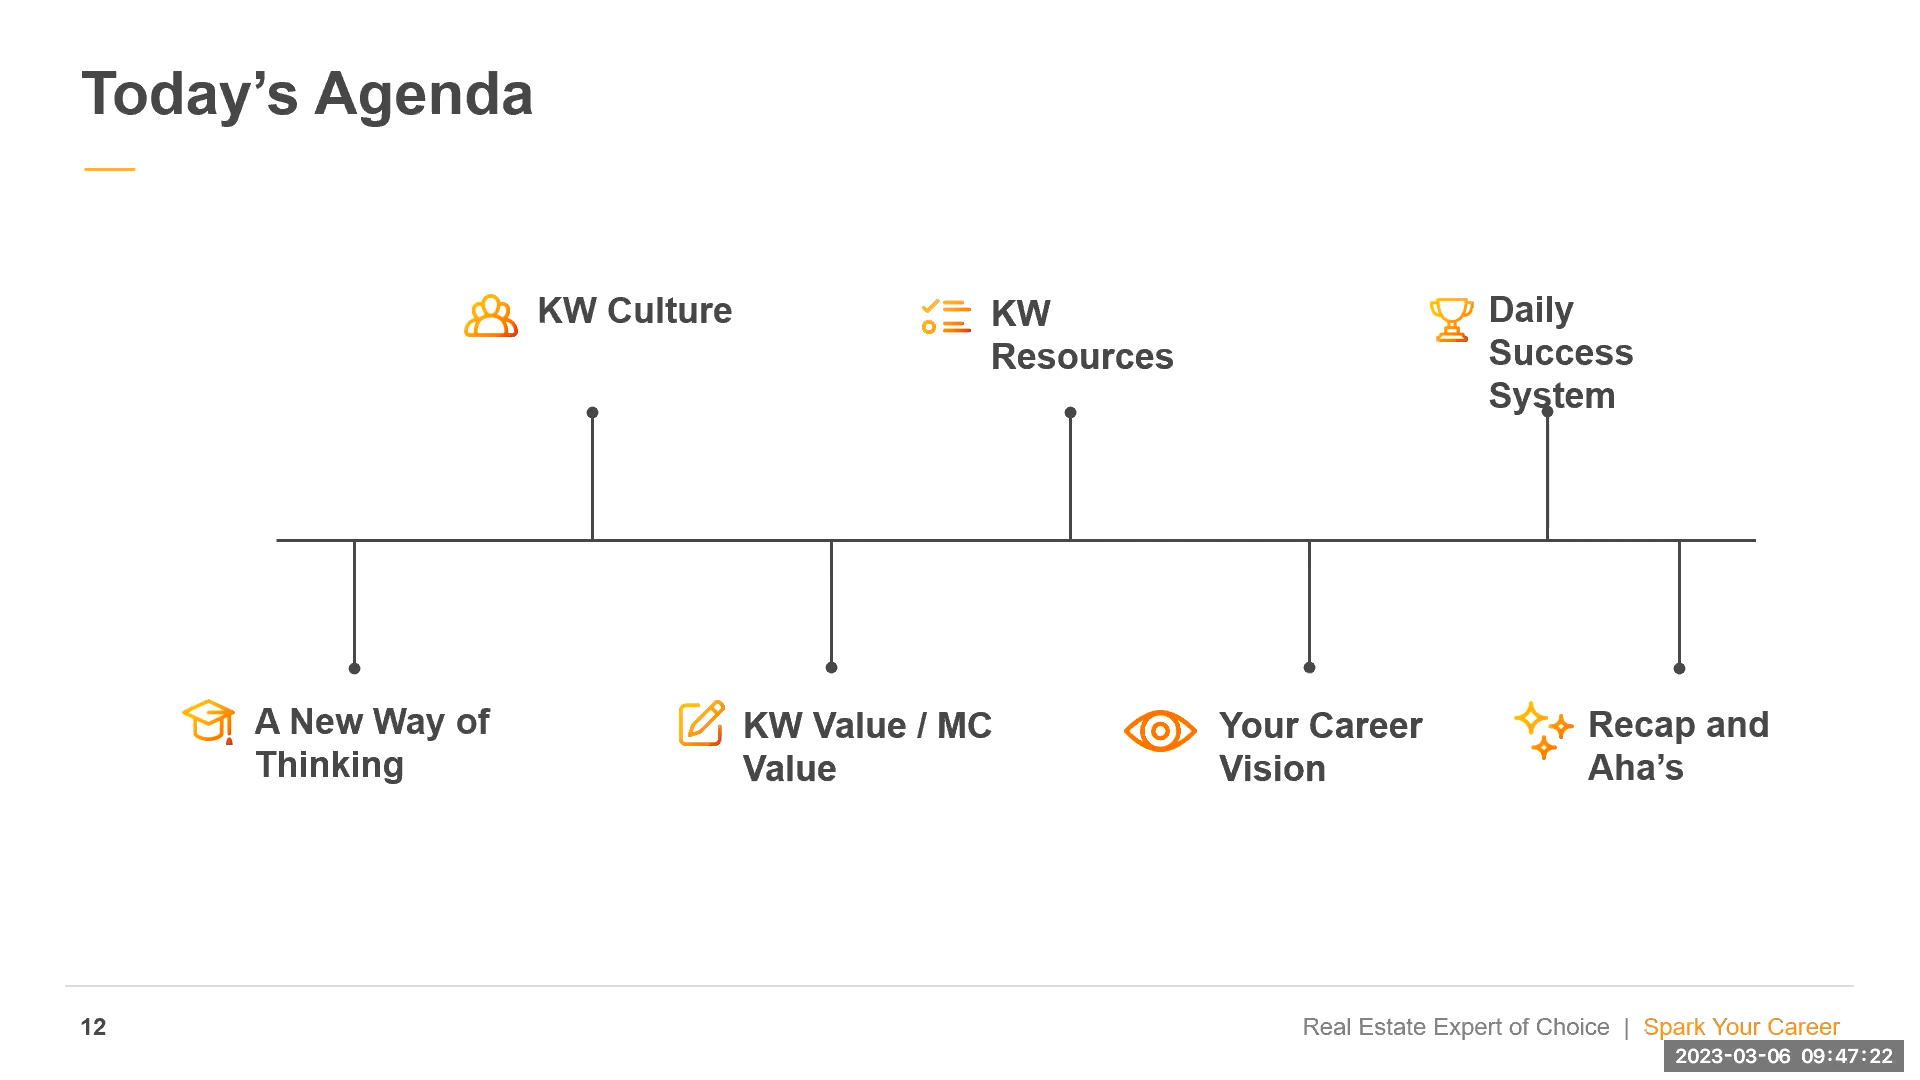 Today’s Agenda
KW Culture
KW
Resources
Daily
Success
System
A New Way of
Thinking
KW Value / MC
Value
Your Career
Vision
Recap and
Aha’s
12
Real Estate Expert of Choice | Spark Your Career
2023-03-06 09:47:22